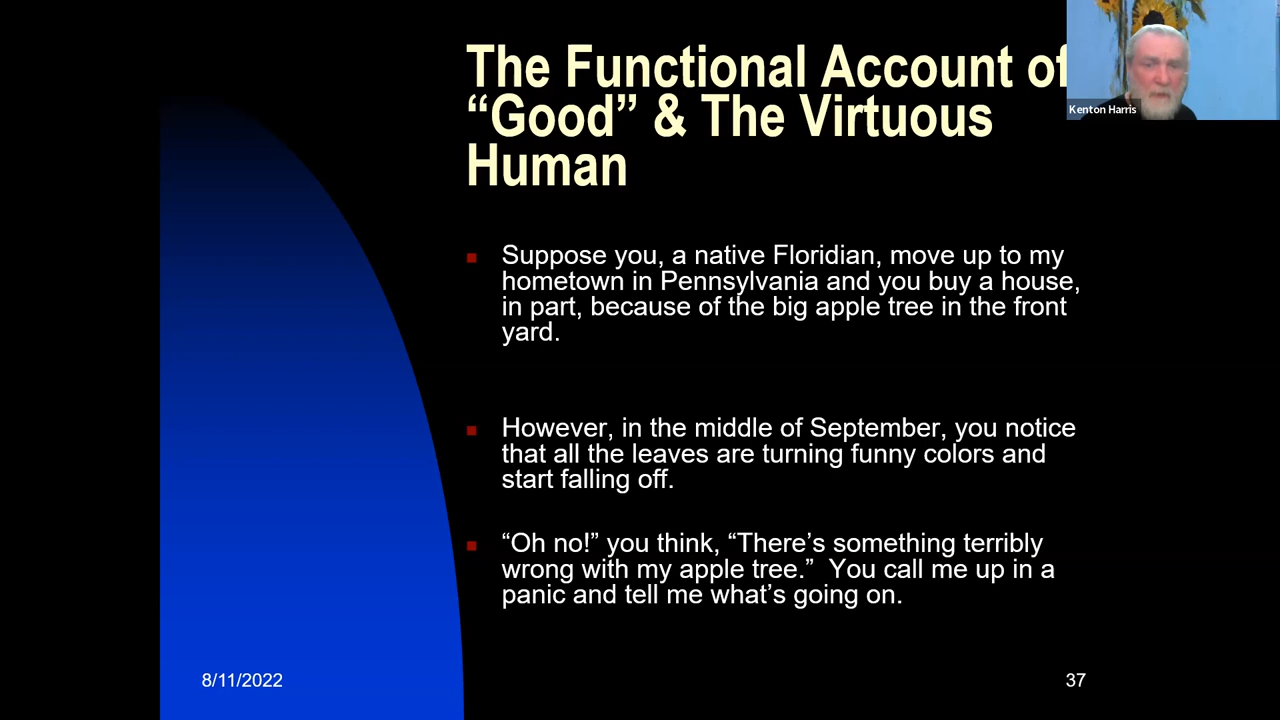 The Functional Account of
“Good” & The Virtuous
Human
Kenton Harris
Suppose you, a native Floridian, move up to my
hometown in Pennsylvania and you buy a house,
in part, because of the big apple tree in the front
yard.
However, in the middle of September, you notice
that all the leaves are turning funny colors and
start falling off.
“Oh no!” you think, “There’s something terribly
wrong with my apple tree.”  You call me up in a
panic and tell me what’s going on.
8/11/2022
37